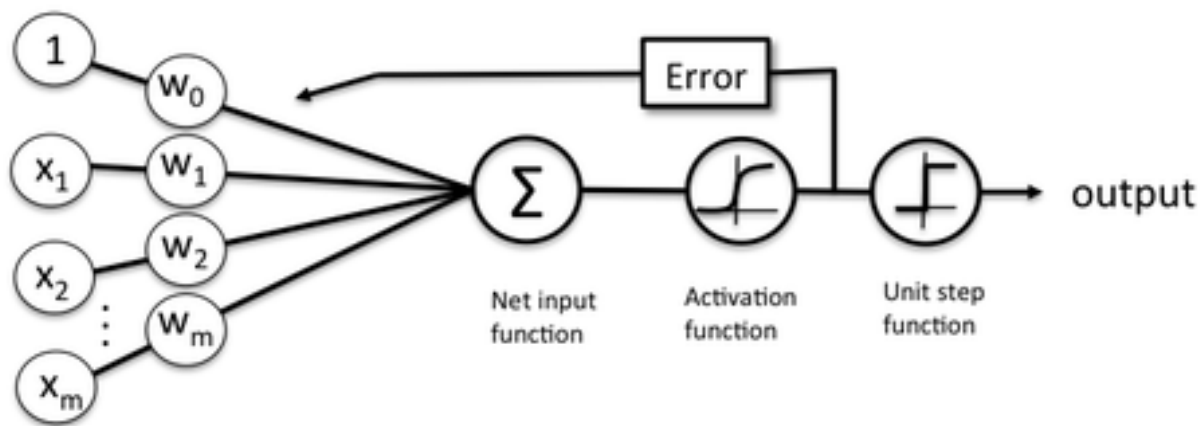 1
w₀
Error
x₁
w₁
Σ
output
x₂
w₂
⋮
wₘ
xₘ
Net input
function
Activation
function
Unit step
function